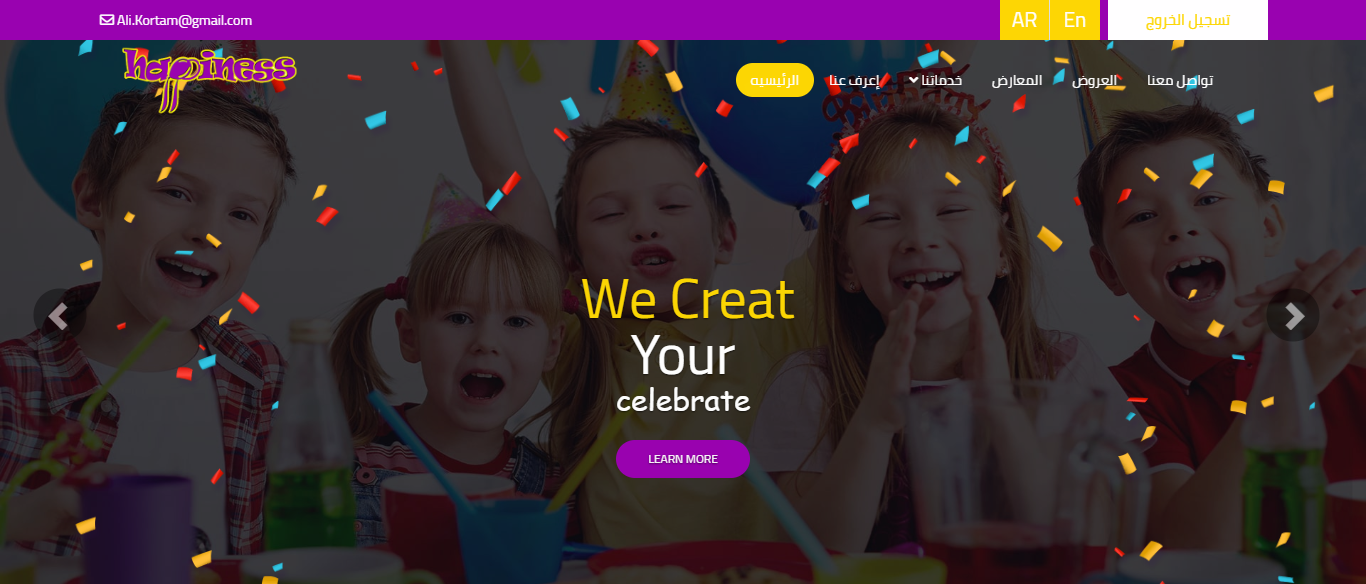 Ali.Kortam@gmail.com
AR
En
تسجيل الخروج
happiness
الرئيسيه
إعرف عنا
خدماتنا
المعارض
العروض
تواصل معنا
We Creat
Your
celebrate
LEARN MORE